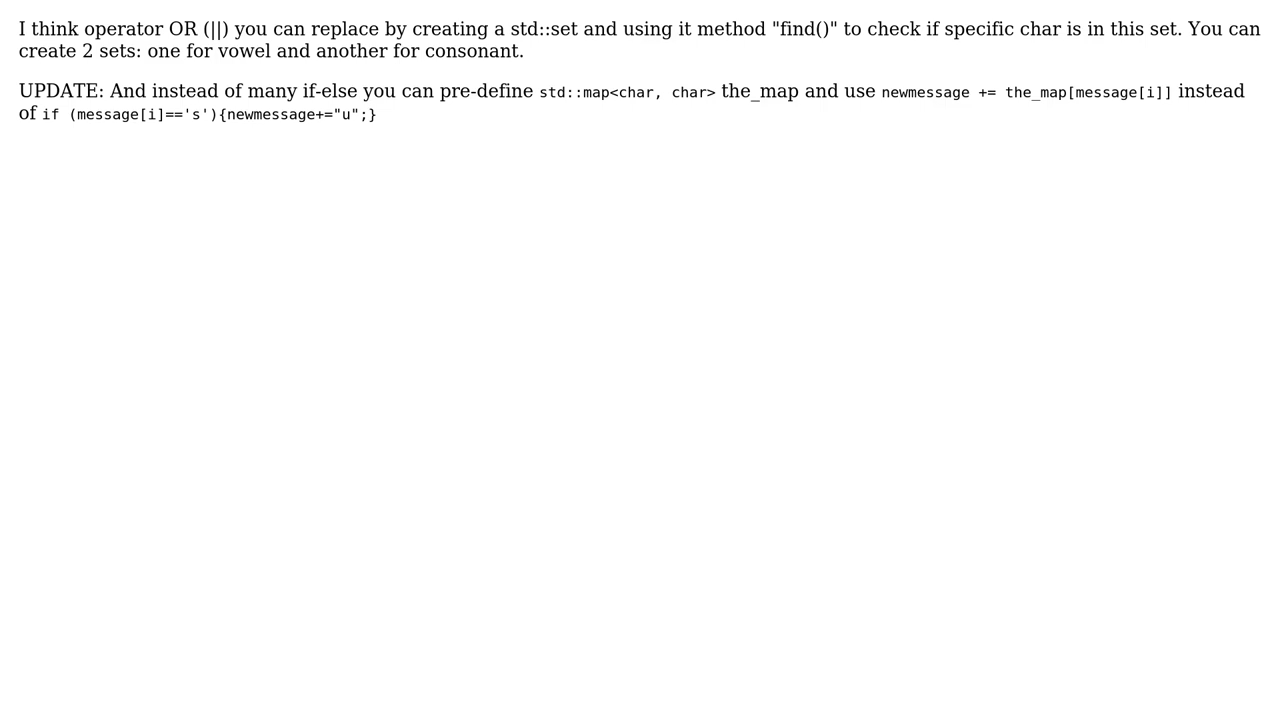 I think operator OR (||) you can replace by creating a std::set and using it method "find()" to check if specific char is in this set. You can
create 2 sets: one for vowel and another for consonant.
UPDATE: And instead of many if-else you can pre-define std::map<char, char> the_map and use newmessage += the_map[message[i]] instead
of if (message[i]=='s'){newmessage+="u";}